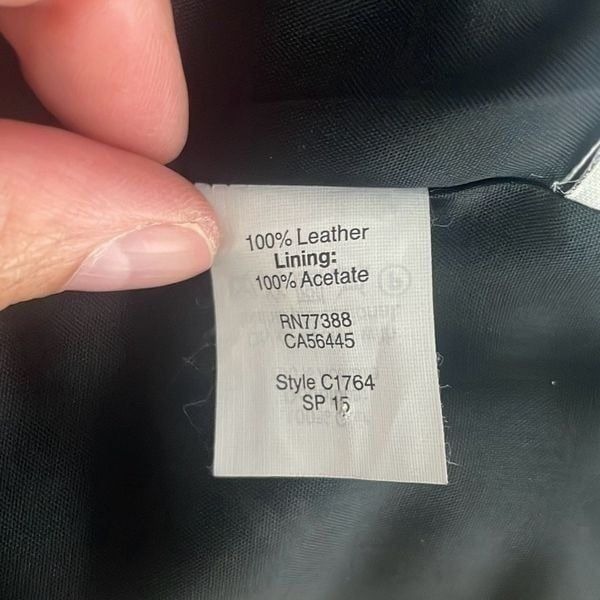 100% Leather
Lining:
100% Acetate
RN77388
CA56445
Style C1764
SP 15